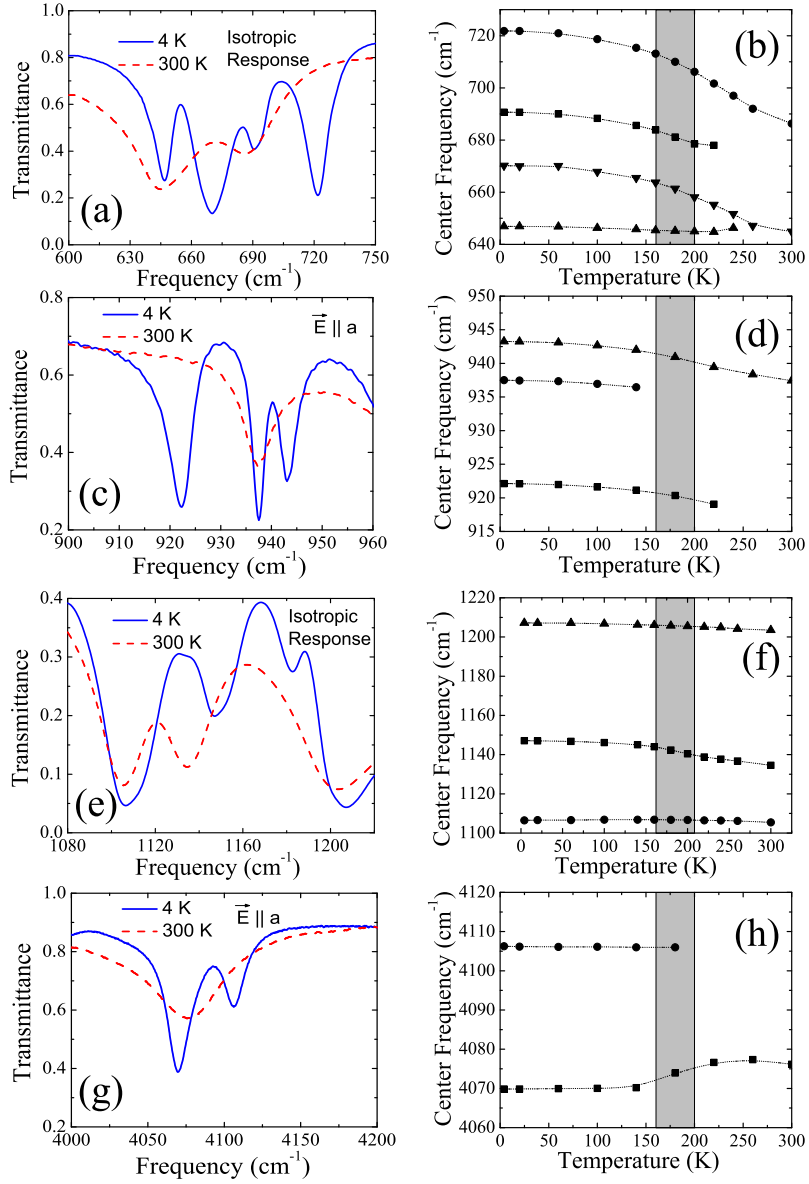 1.0
0.8
0.6
0.4
0.2
0.0
Transmittance
4 K
300 K
Isotropic
Response
(a)
600 630 660 690 720 750
Frequency (cm-1)
720
700
680
660
640
Center Frequency (cm-1)
(b)
0 50 100 150 200 250 300
Temperature (K)
0.8
0.6
0.4
0.2
Transmittance
4 K
300 K
E || a
(c)
900 910 920 930 940 950 960
Frequency (cm-1)
950
945
940
935
930
925
920
915
Center Frequency (cm-1)
(d)
0 50 100 150 200 250 300
Temperature (K)
0.4
0.3
0.2
0.1
0.0
Transmittance
4 K
300 K
Isotropic
Response
(e)
1080 1120 1160 1200
Frequency (cm-1)
1220
1200
1180
1160
1140
1120
1100
Center Frequency (cm-1)
(f)
0 50 100 150 200 250 300
Temperature (K)
1.0
0.8
0.6
0.4
0.2
Transmittance
4 K
300 K
E || a
(g)
4000 4050 4100 4150 4200
Frequency (cm-1)
4120
4110
4100
4090
4080
4070
4060
Center Frequency (cm-1)
(h)
0 50 100 150 200 250 300
Temperature (K)